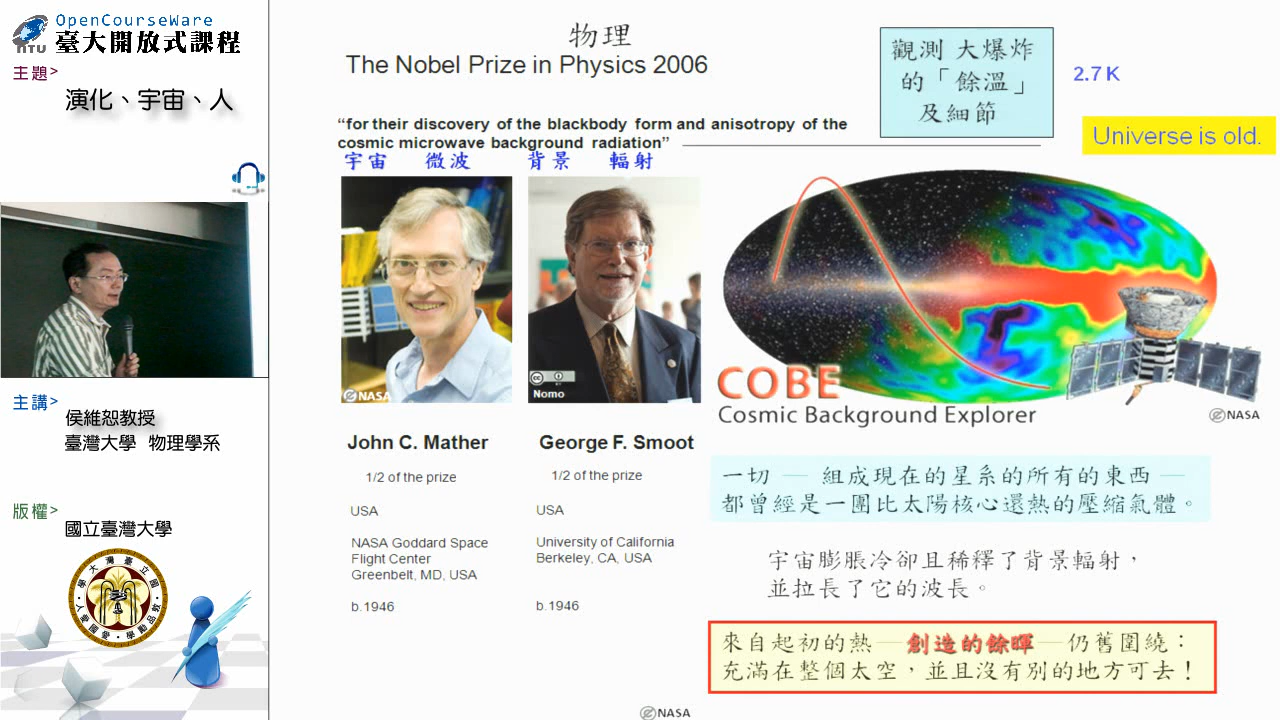 OpenCourseWare
NTU
臺大開放式課程
主題>
演化、宇宙、人
主講>
侯維恕教授
臺灣大學 物理學系
版權>
國立臺灣大學
物理
The Nobel Prize in Physics 2006
觀測 大爆炸
的「餘溫」
及細節
2.7 K
Universe is old.
“for their discovery of the blackbody form and anisotropy of the
cosmic microwave background radiation”
宇宙 微波 背景 輻射
NASA
Nomo
COBE
Cosmic Background Explorer
NASA
John C. Mather
1/2 of the prize
USA
NASA Goddard Space
Flight Center
Greenbelt, MD, USA
b.1946
George F. Smoot
1/2 of the prize
USA
University of California
Berkeley, CA, USA
b.1946
一切 — 組成現在的星系的所有的東西 —
都曾經是一團比太陽核心還熱的壓縮氣體。
宇宙膨脹冷卻且稀釋了背景輻射，
並拉長了它的波長。
來自起初的熱—創造的餘暉—仍舊圍繞：
充滿在整個太空，並且沒有別的地方可去！
NASA